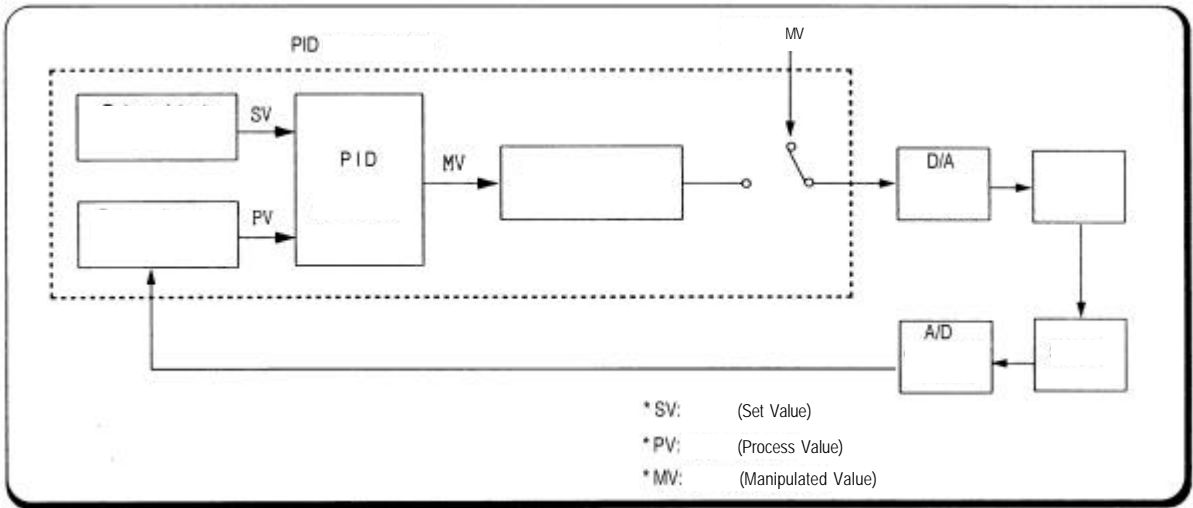 PID
MV
SV
PID
MV
PV
D/A
A/D
* SV: (Set Value)
* PV: (Process Value)
* MV: (Manipulated Value)